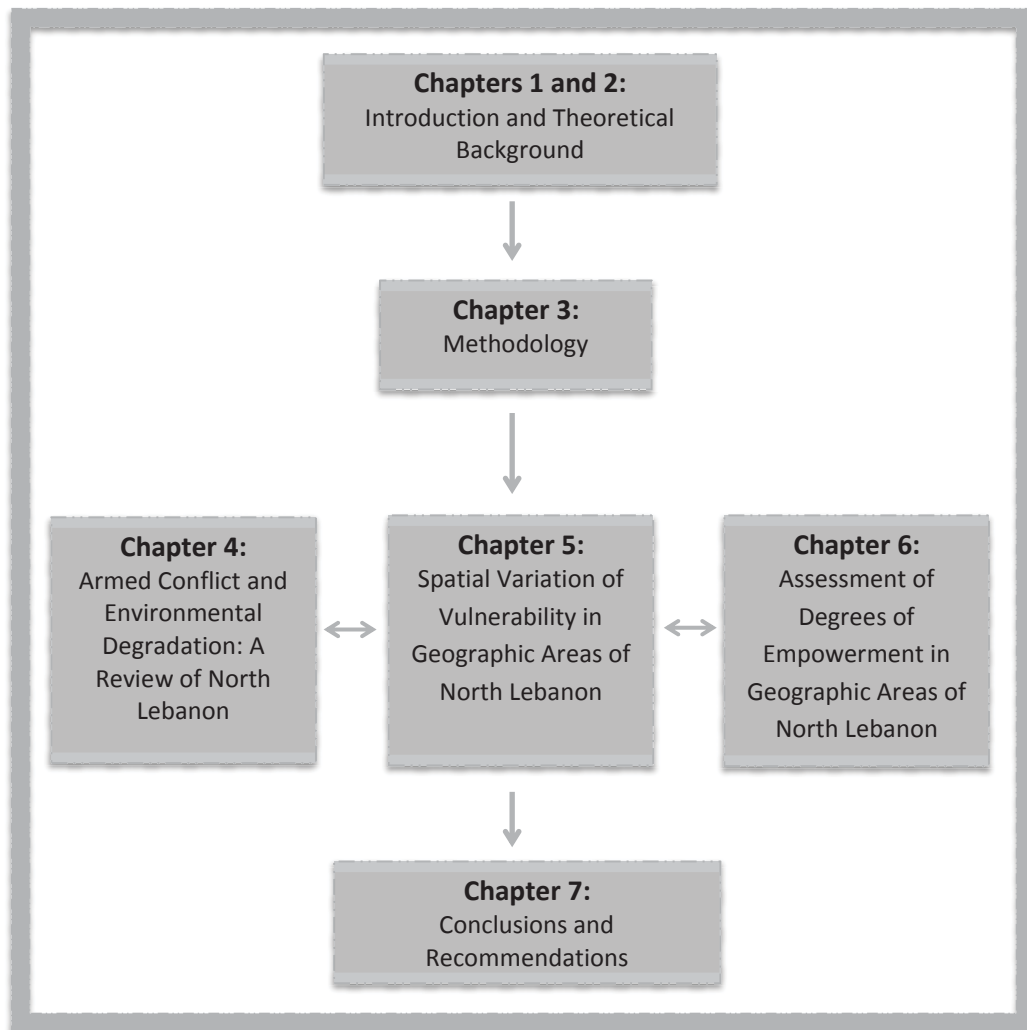 Chapters 1 and 2:
Introduction and Theoretical
Background
Chapter 3:
Methodology
Chapter 4:
Armed Conflict and
Environmental
Degradation: A
Review of North
Lebanon
Chapter 5:
Spatial Variation of
Vulnerability in
Geographic Areas of
North Lebanon
Chapter 6:
Assessment of
Degrees of
Empowerment in
Geographic Areas of
North Lebanon
Chapter 7:
Conclusions and
Recommendations